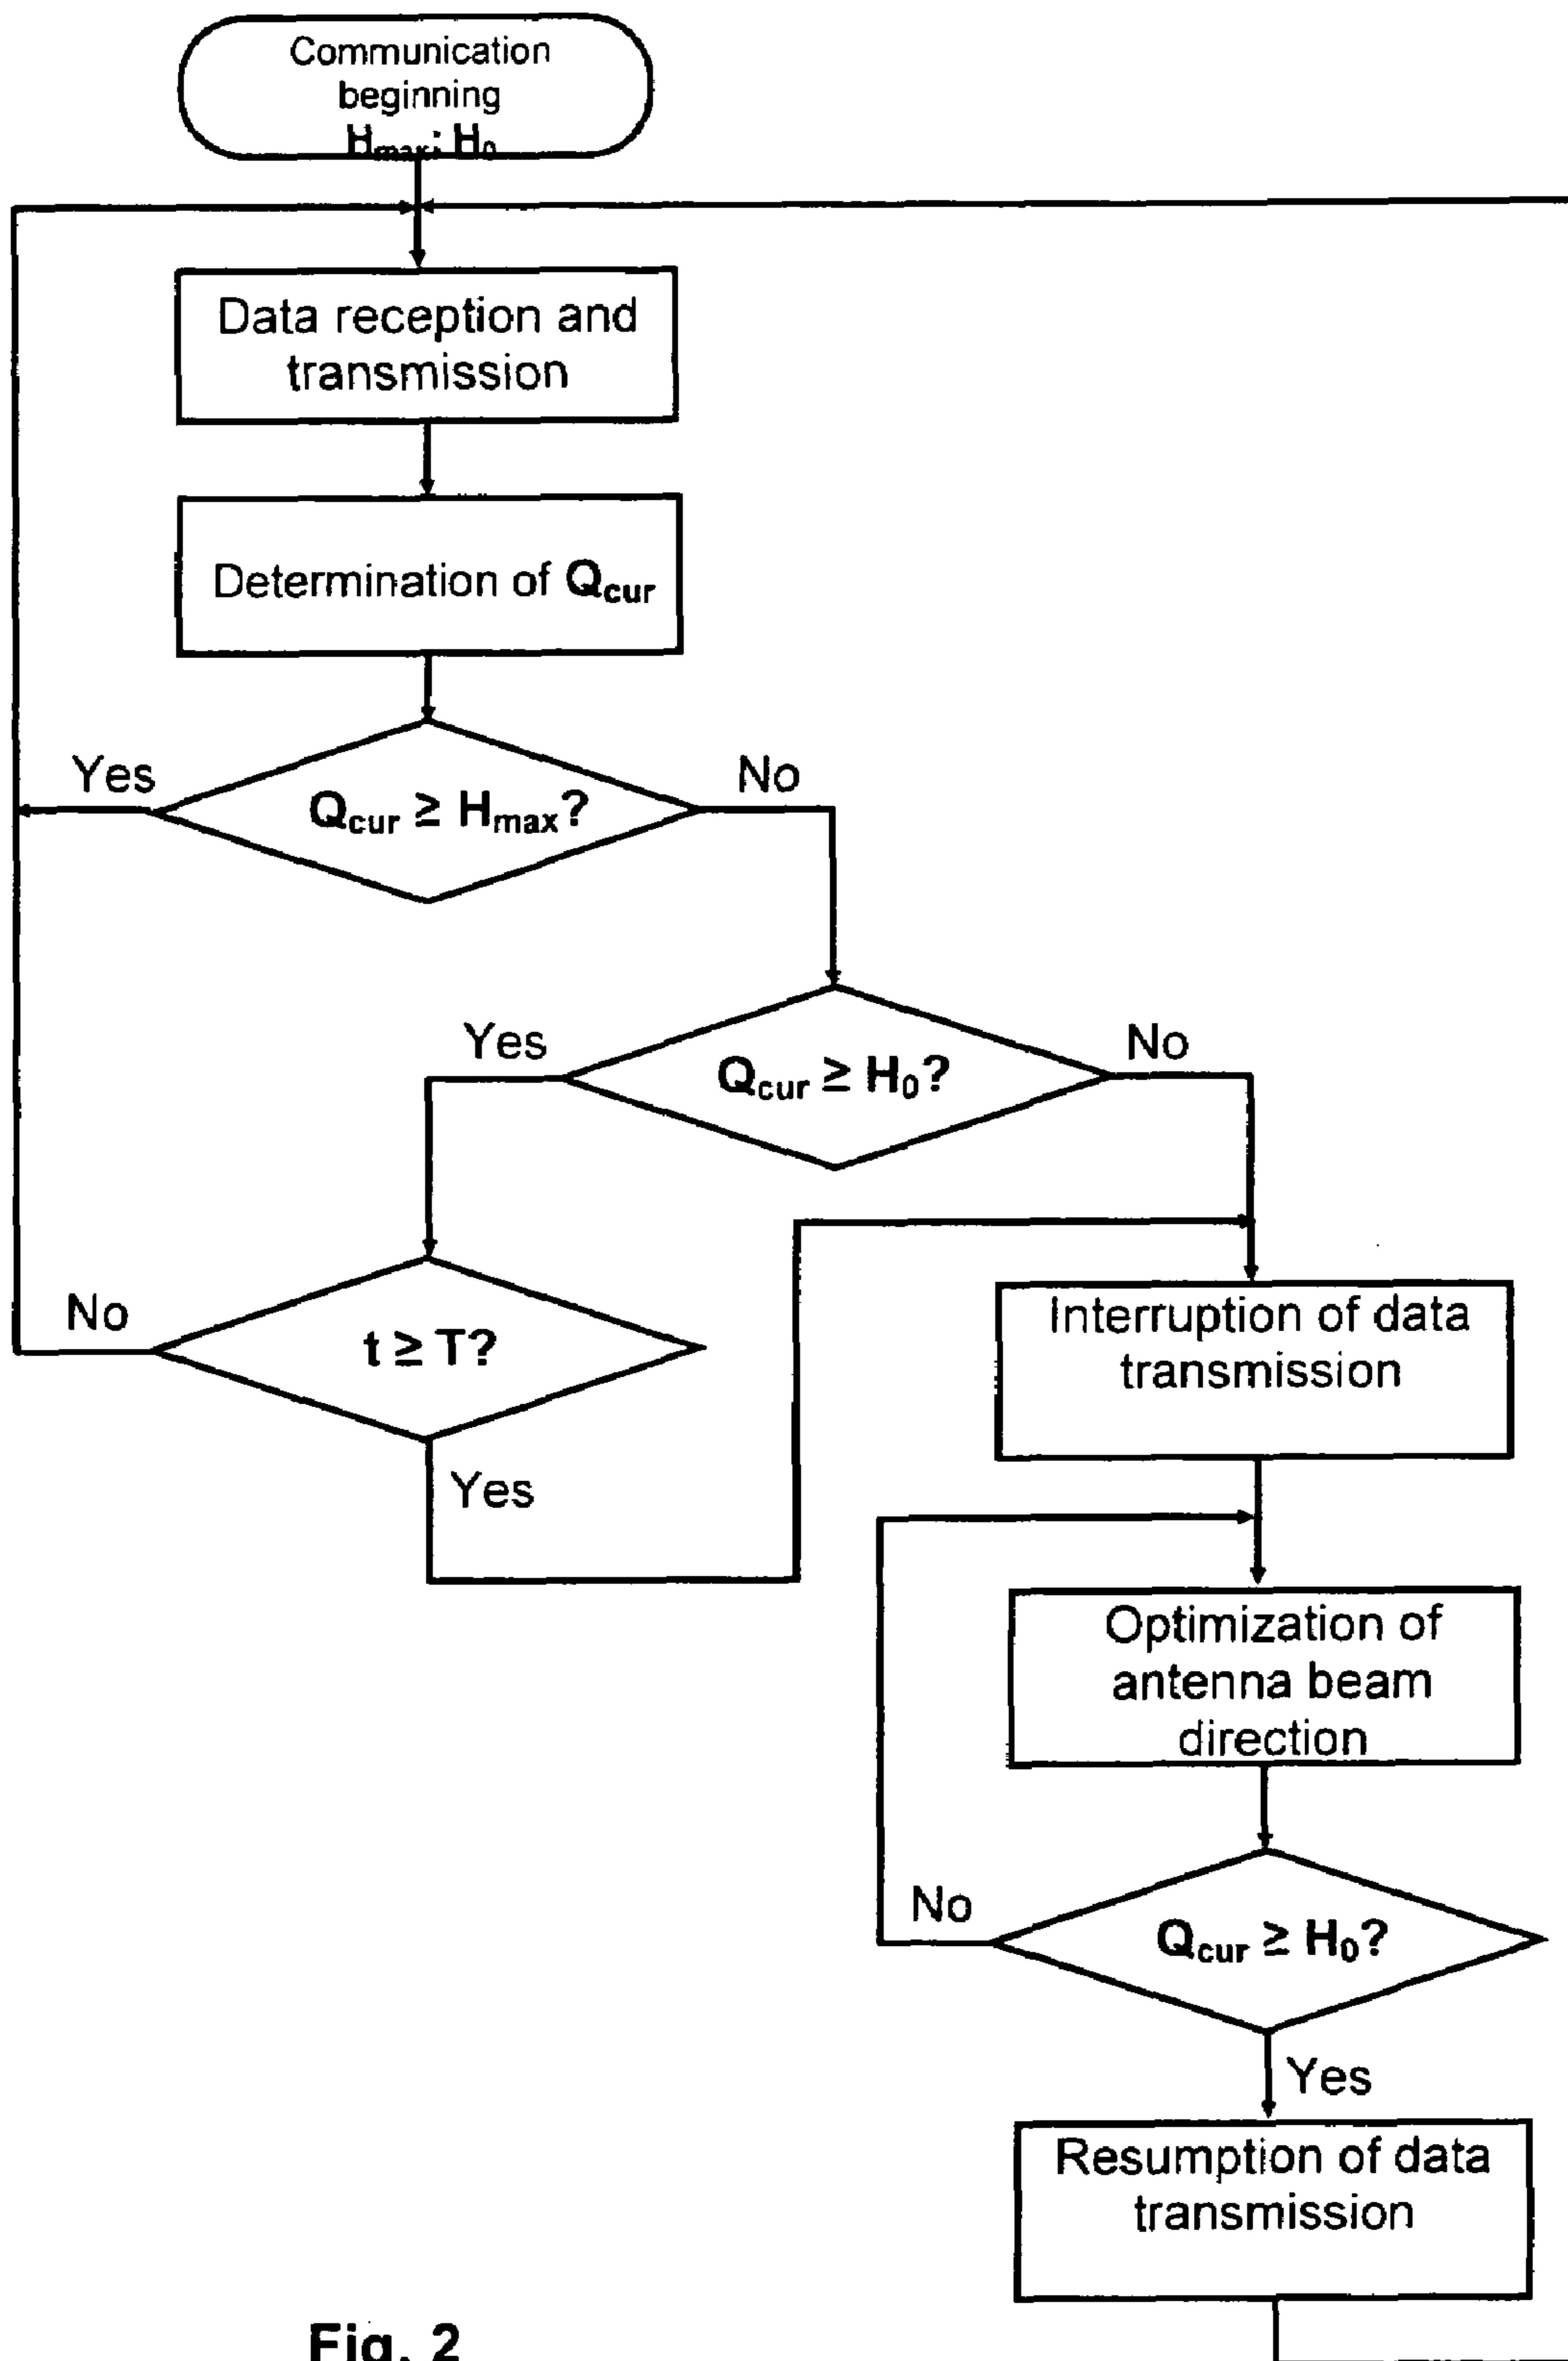 Communication
beginning
Hmax; H0
Data reception and
transmission
Determination of Qcur
Yes
No
Qcur ≥ Hmax?
Yes
No
Qcur ≥ H0?
No
t ≥ T?
Yes
Interruption of data
transmission
Optimization of
antenna beam
direction
No
Qcur ≥ H0?
Yes
Resumption of data
transmission
Fig. 2